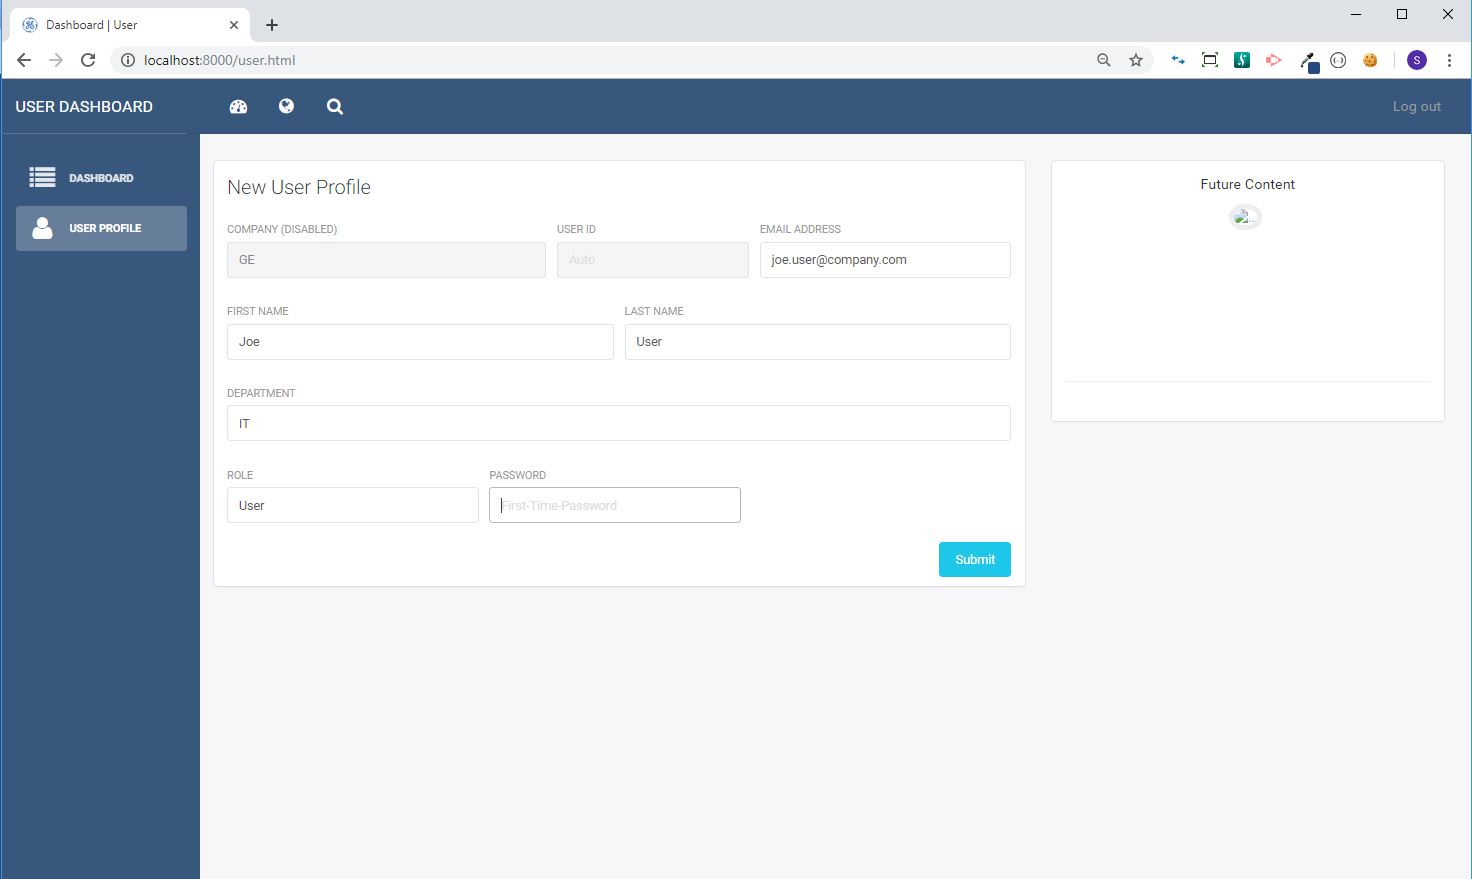 Dashboard | User
localhost:8000/user.html
S
USER DASHBOARD
Log out
DASHBOARD
USER PROFILE
New User Profile
COMPANY (DISABLED)
USER ID
EMAIL ADDRESS
GE
Auto
joe.user@company.com
FIRST NAME
LAST NAME
Joe
User
DEPARTMENT
IT
ROLE
PASSWORD
User
First-Time-Password
Submit
Future Content